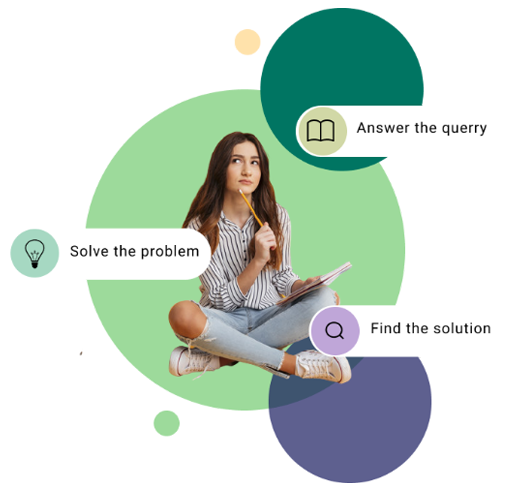 Answer the querry
Solve the problem
Find the solution